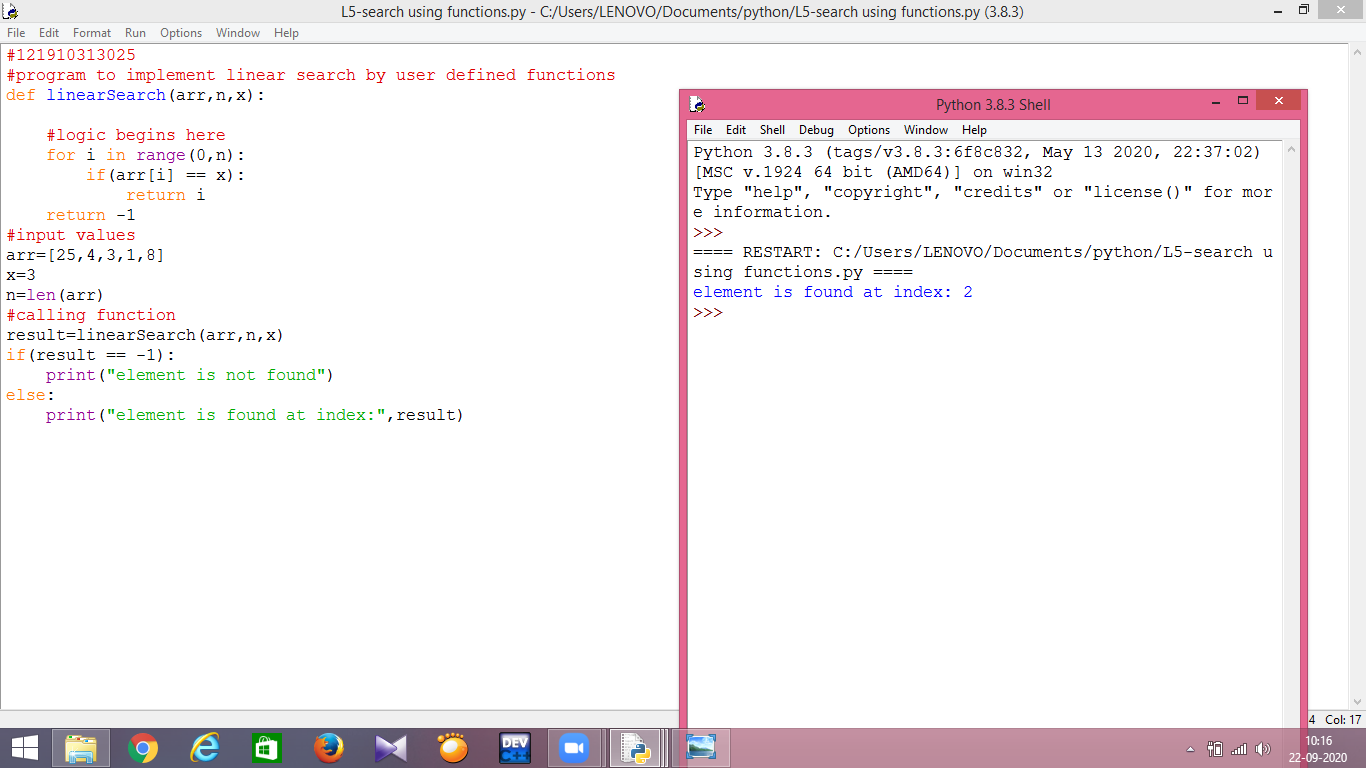 L5-search using functions.py - C:/Users/LENOVO/Documents/python/L5-search using functions.py (3.8.3)
File Edit Format Run Options Window Help
#121910313025
#program to implement linear search by user defined functions
def linearSearch(arr,n,x):
#logic begins here
for i in range(0,n):
if(arr[i] == x):
return i
return -1
#input values
arr=[25,4,3,1,8]
x=3
n=len(arr)
#calling function
result=linearSearch(arr,n,x)
if(result == -1):
print("element is not found")
else:
print("element is found at index:",result)
Python 3.8.3 Shell
File Edit Shell Debug Options Window Help
Python 3.8.3 (tags/v3.8.3:6f8c832, May 13 2020, 22:37:02)
[MSC v.1924 64 bit (AMD64)] on win32
Type "help", "copyright", "credits" or "license()" for mor
e information.
>>>
==== RESTART: C:/Users/LENOVO/Documents/python/L5-search u
sing functions.py ====
element is found at index: 2
>>>
4 Col: 17
DEV
C++
10:16
22-09-2020